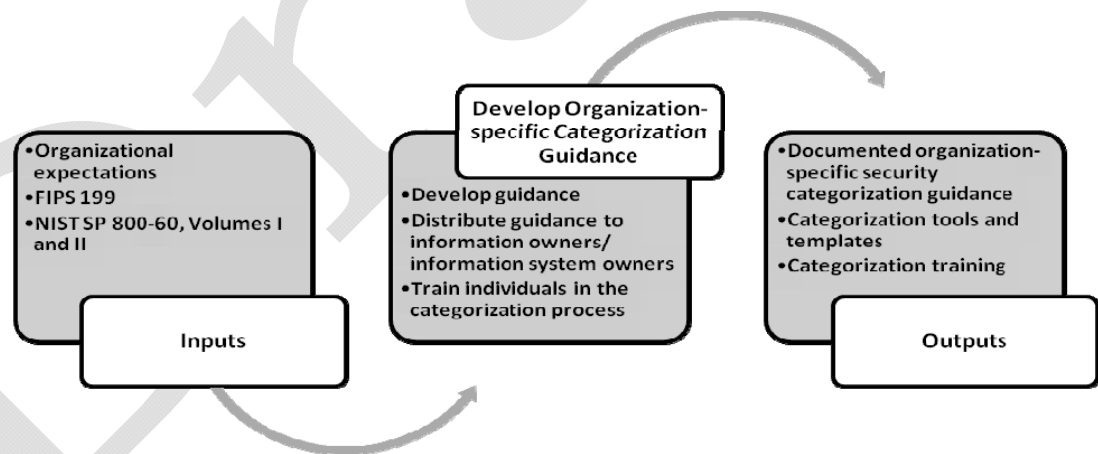 •Organizational
expectations
•FIPS 199
•NIST SP 800-60, Volumes I
and II
Inputs
Develop Organization-
specific Categorization
Guidance
•Develop guidance
•Distribute guidance to
information owners/
information system owners
•Train individuals in the
categorization process
•Documented organization-
specific security
categorization guidance
•Categorization tools and
templates
•Categorization training
Outputs